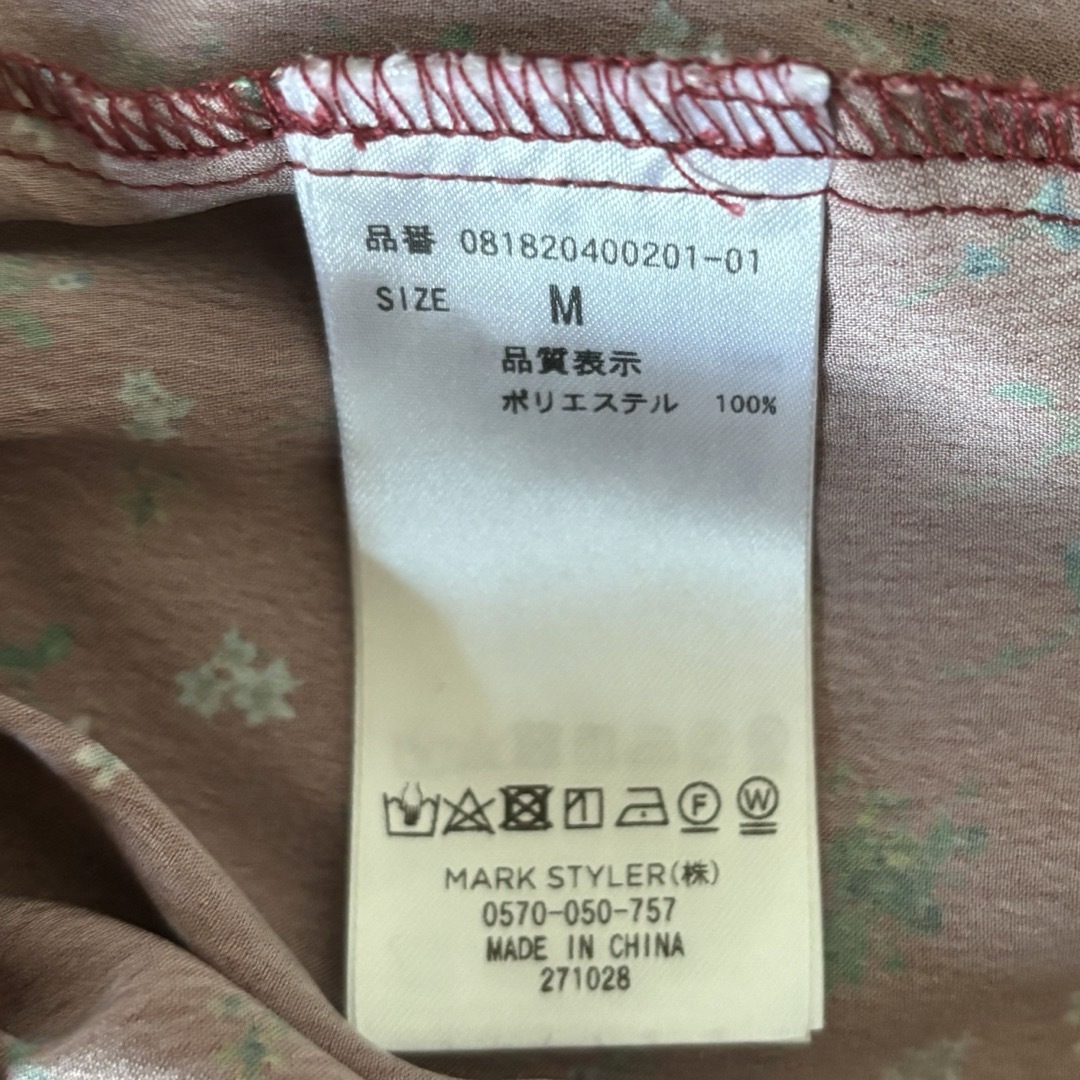 品番 081820400201-01
SIZE M
品質表示
ポリエステル 100%
F W
MARK STYLER(株)
0570-050-757
MADE IN CHINA
271028